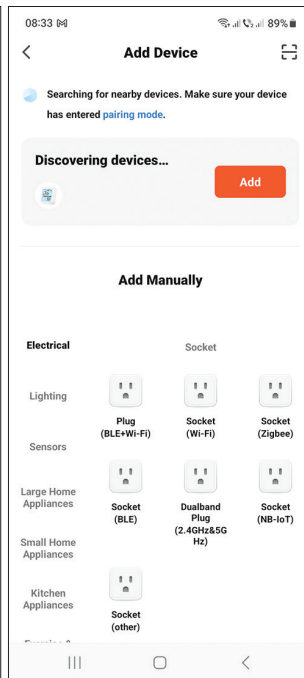 08:33 89%
Add Device
Searching for nearby devices. Make sure your device
has entered pairing mode.
Discovering devices...
Add
Add Manually
Electrical
Socket
Lighting
Plug
(BLE+Wi-Fi)
Socket
(Wi-Fi)
Socket
(Zigbee)
Sensors
Large Home
Appliances
Socket
(BLE)
Dualband
Plug
(2.4GHz&5G
Hz)
Socket
(NB-IoT)
Small Home
Appliances
Kitchen
Appliances
Socket
(other)